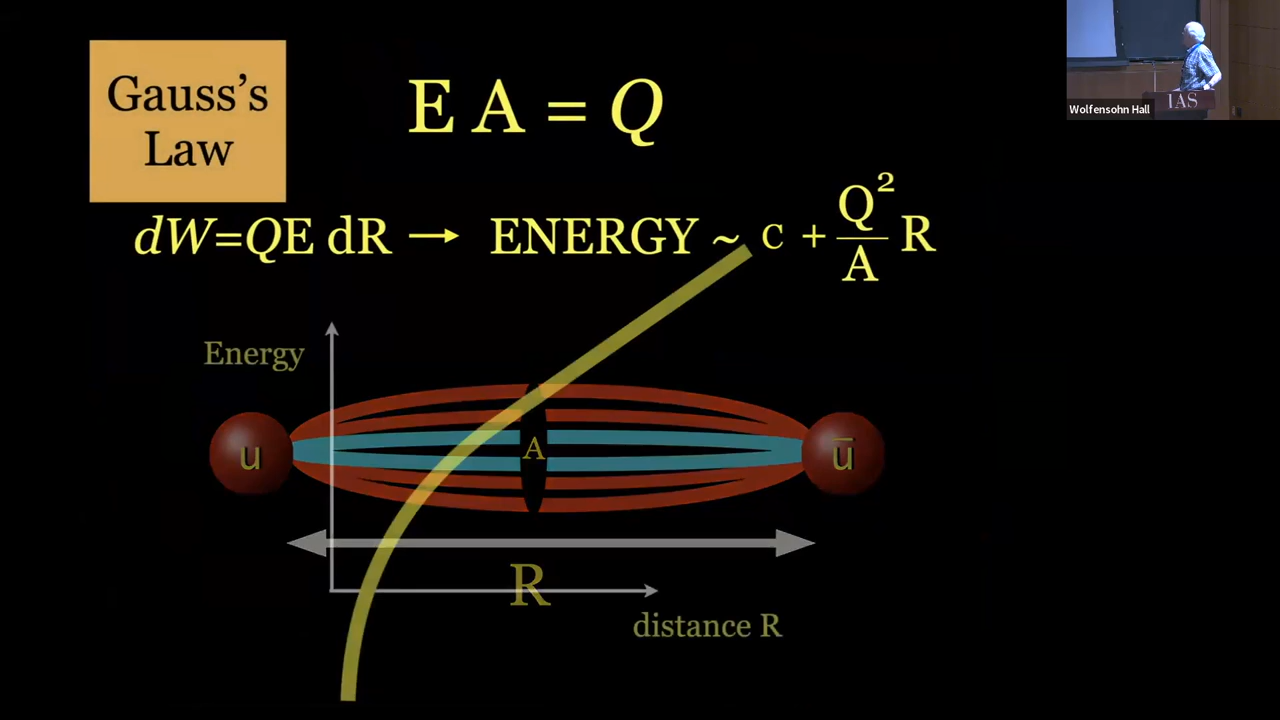 Gauss's
Law
E A = Q
dW=QE dR → ENERGY ~ C + Q²/A R
Energy
u
A
u̅
R
distance R
IAS
Wolfensohn Hall